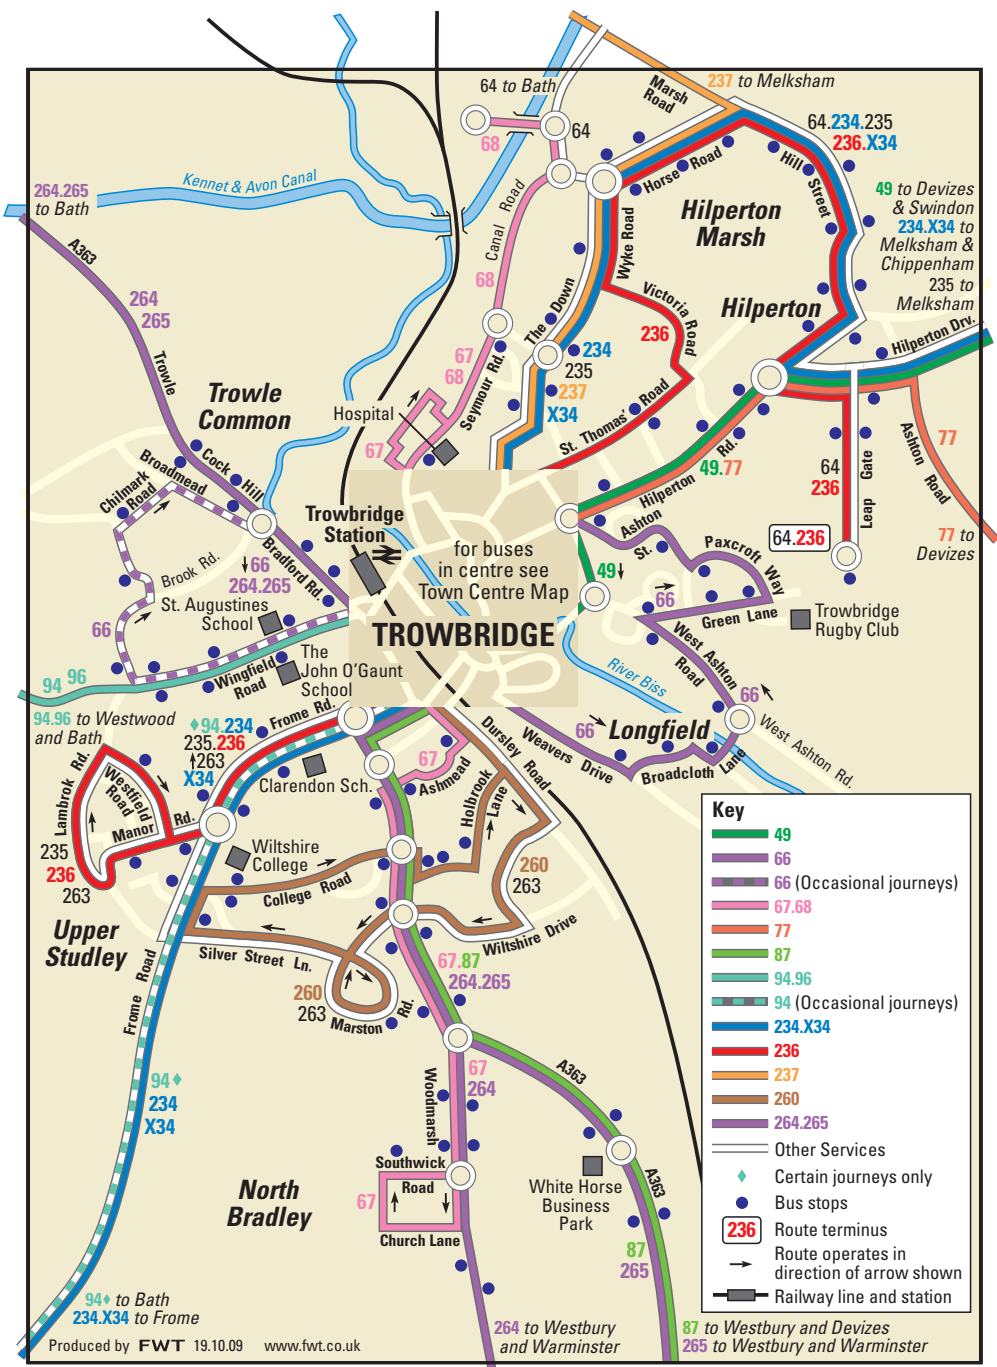 237 to Melksham
64 to Bath
Marsh
Road
64
68
64.234.235
236.X34
Horse Road
Hill
Street
Kennet & Avon Canal
264.265
to Bath
A363
Canal Road
Hilperton
Marsh
49 to Devizes
& Swindon
234.X34 to
Melksham &
Chippenham
235 to
Melksham
Wyke Road
68
264
265
The Down
Victoria Road
Hilperton
236
Hilperton Drv.
67
68
Seymour Rd.
234
235
237
X34
Trowle
Trowle
Common
Hospital
67
St. Thomas' Road
49.77
Hilperton Rd.
77
Ashton
Road
64
236
Leap Gate
Broadmead
Chilmark
Road
Cock Hill
Trowbridge
Station
for buses
in centre see
Town Centre Map
TROWBRIDGE
Ashton
St.
Paxcroft Way
64.236
77 to
Devizes
Bradford Rd.
Brook Rd.
66
264.265
St. Augustines
School
66
49
66
Green Lane
Trowbridge
Rugby Club
The
John O'Gaunt
School
Wingfield
Road
94 96
94.96 to Westwood
and Bath
River Biss
West Ashton
Road
66
West Ashton Rd.
Longfield
66
Weavers Drive
Broadcloth Lane
Frome Rd.
94.234
235.236
263
X34
Clarendon Sch.
67
Ashmead
Dursley Road
Holbrook
Lane
Lambrok Rd.
Westfield
Road
Manor Rd.
235
236
263
Wiltshire
College
College Road
260
263
Upper
Studley
Silver Street Ln.
Wiltshire Drive
67.87
264.265
260
263
Marston Rd.
Frome Road
94
234
X34
67
264
Woodmarsh
A363
Southwick
Road
67
Church Lane
North
Bradley
White Horse
Business
Park
A363
87
265
94 to Bath
234.X34 to Frome
264 to Westbury
and Warminster
87 to Westbury and Devizes
265 to Westbury and Warminster
Produced by FWT 19.10.09 www.fwt.co.uk
Key
49
66
66 (Occasional journeys)
67.68
77
87
94.96
94 (Occasional journeys)
234.X34
236
237
260
264.265
Other Services
Certain journeys only
Bus stops
236 Route terminus
Route operates in
direction of arrow shown
Railway line and station